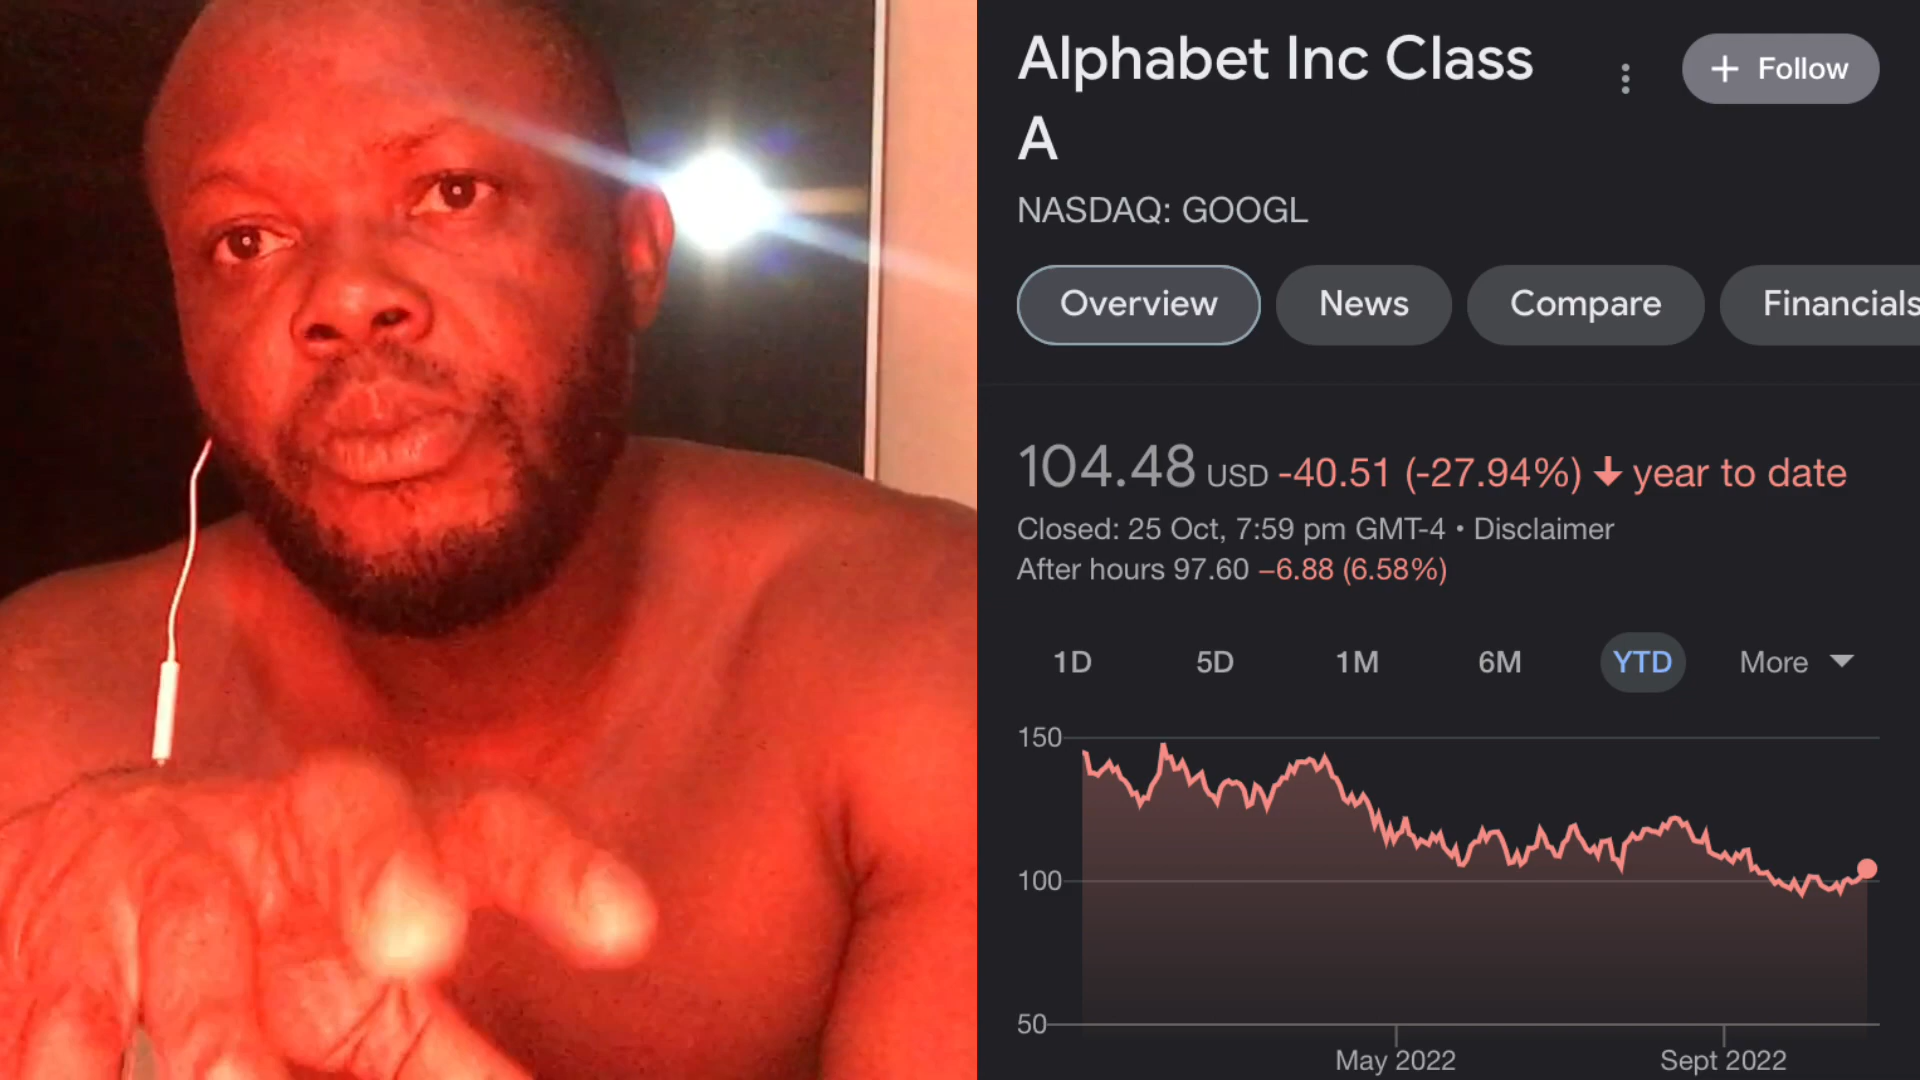 Alphabet Inc Class
A
+ Follow
NASDAQ: GOOGL
Overview News Compare Financials
104.48 USD -40.51 (-27.94%) ↓ year to date
Closed: 25 Oct, 7:59 pm GMT-4 • Disclaimer
After hours 97.60 −6.88 (6.58%)
1D 5D 1M 6M YTD More
150
100
50
May 2022 Sept 2022